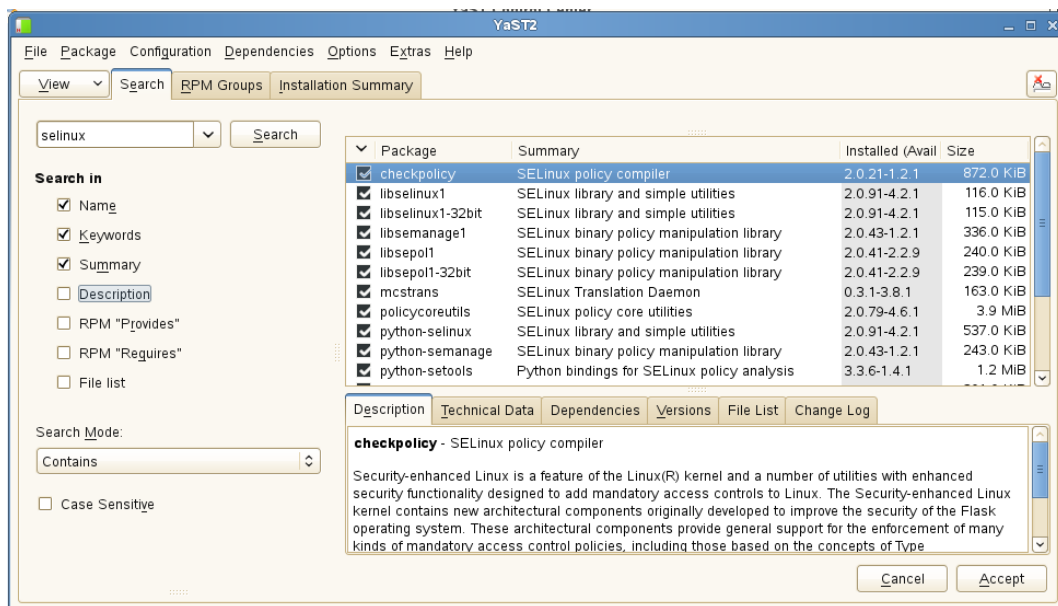 YaST2
File Package Configuration Dependencies Options Extras Help
View Search RPM Groups Installation Summary
selinux Search
Search in
Name
Keywords
Summary
Description
RPM "Provides"
RPM "Requires"
File list
Search Mode:
Contains
Case Sensitive
Package Summary Installed (Avail Size
checkpolicy SELinux policy compiler 2.0.21-1.2.1 872.0 KiB
libselinux1 SELinux library and simple utilities 2.0.91-4.2.1 116.0 KiB
libselinux1-32bit SELinux library and simple utilities 2.0.91-4.2.1 115.0 KiB
libsemanage1 SELinux binary policy manipulation library 2.0.43-1.2.1 336.0 KiB
libsepol1 SELinux binary policy manipulation library 2.0.41-2.2.9 240.0 KiB
libsepol1-32bit SELinux binary policy manipulation library 2.0.41-2.2.9 239.0 KiB
mcstrans SELinux Translation Daemon 0.3.1-3.8.1 163.0 KiB
policycoreutils SELinux policy core utilities 2.0.79-4.6.1 3.9 MiB
python-selinux SELinux library and simple utilities 2.0.91-4.2.1 537.0 KiB
python-semanage SELinux binary policy manipulation library 2.0.43-1.2.1 243.0 KiB
python-setools Python bindings for SELinux policy analysis 3.3.6-1.4.1 1.2 MiB
Description Technical Data Dependencies Versions File List Change Log
checkpolicy - SELinux policy compiler
Security-enhanced Linux is a feature of the Linux(R) kernel and a number of utilities with enhanced
security functionality designed to add mandatory access controls to Linux. The Security-enhanced Linux
kernel contains new architectural components originally developed to improve the security of the Flask
operating system. These architectural components provide general support for the enforcement of many
kinds of mandatory access control policies, including those based on the concepts of Type
Cancel Accept